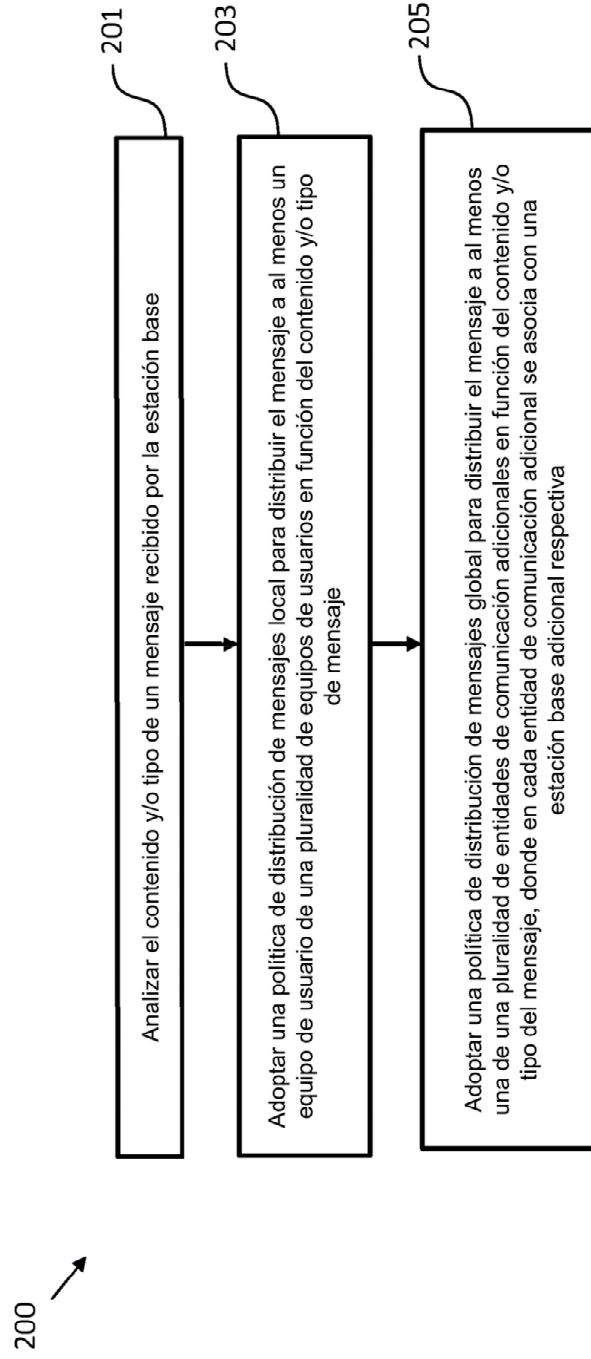 200
201
Analizar el contenido y/o tipo de un mensaje recibido por la estación base
203
Adoptar una política de distribución de mensajes local para distribuir el mensaje a al menos un
equipo de usuario de una pluralidad de equipos de usuarios en función del contenido y/o tipo
de mensaje
205
Adoptar una política de distribución de mensajes global para distribuir el mensaje a al menos
una de una pluralidad de entidades de comunicación adicionales en función del contenido y/o
tipo del mensaje, donde en cada entidad de comunicación adicional se asocia con una
estación base adicional respectiva